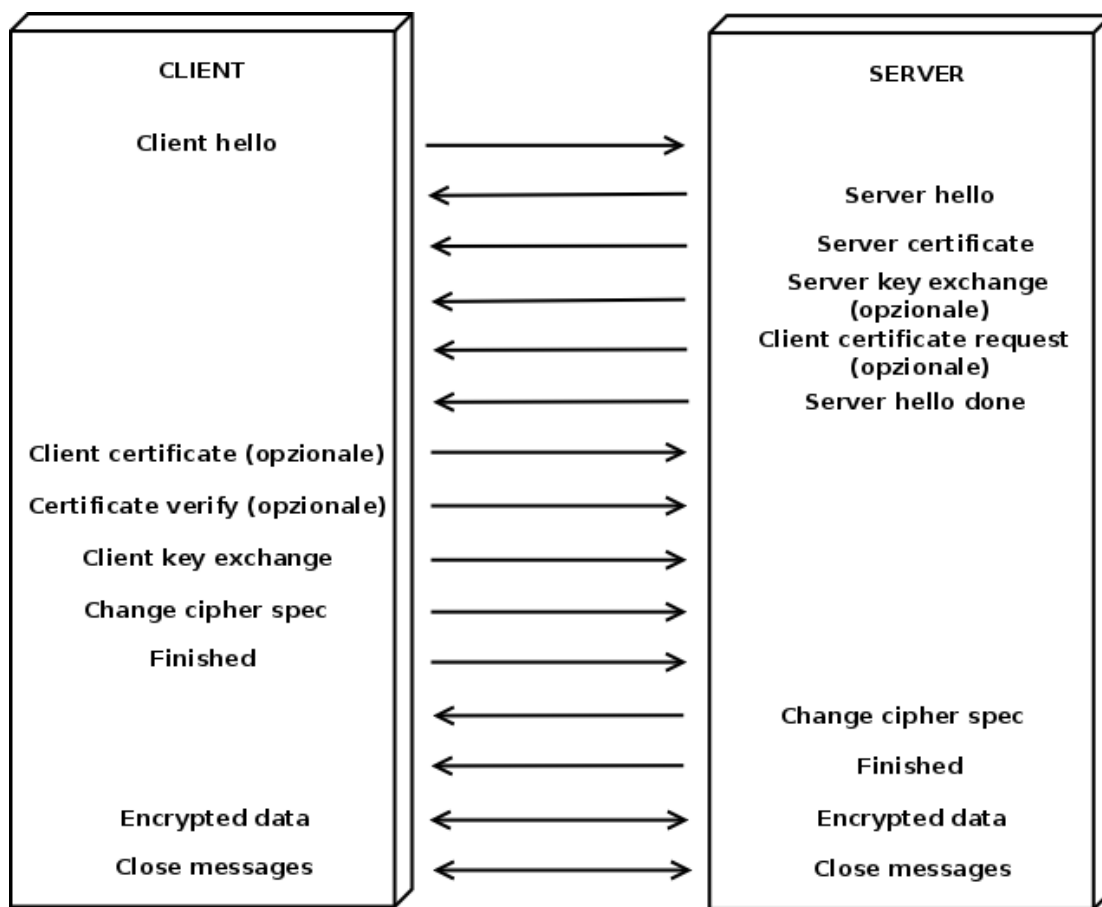 CLIENT
SERVER
Client hello
Server hello
Server certificate
Server key exchange
(opzionale)
Client certificate request
(opzionale)
Server hello done
Client certificate (opzionale)
Certificate verify (opzionale)
Client key exchange
Change cipher spec
Finished
Change cipher spec
Finished
Encrypted data
Encrypted data
Close messages
Close messages